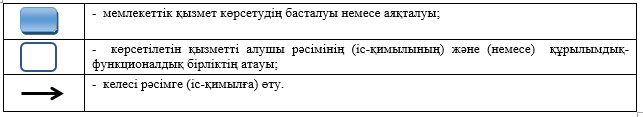 - мемлекеттік қызмет көрсетудің басталуы немесе аяқталуы;
- көрсетілетін қызметті алушы рәсімінің (іс-қимылының) және (немесе) құрылымдық-
функционалдық бірліктің атауы;
- келесі рәсімге (іс-қимылға) өту.